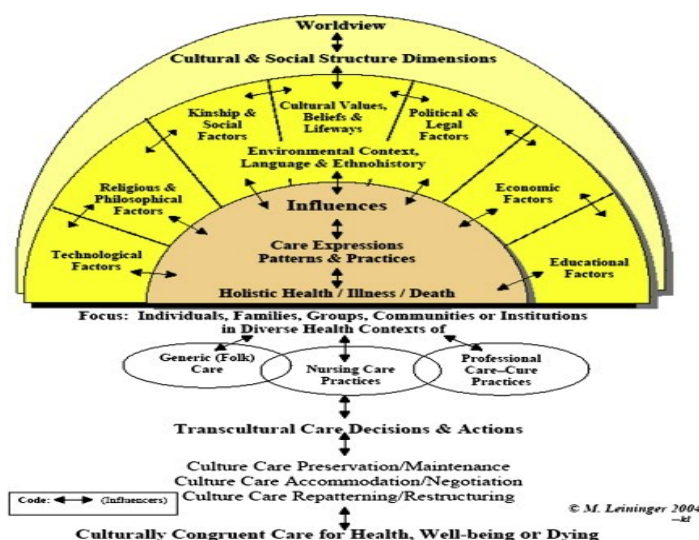 Worldview
Cultural & Social Structure Dimensions
Kinship &
Social
Factors
Cultural Values,
Beliefs &
Lifeways
Political &
Legal
Factors
Environmental Context,
Language & Ethnohistory
Religious &
Philosophical
Factors
Economic
Factors
Technological
Factors
Educational
Factors
Influences
Care Expressions
Patterns & Practices
Holistic Health / Illness / Death
Focus: Individuals, Families, Groups, Communities or Institutions
in Diverse Health Contexts of
Generic (Folk)
Care
Nursing Care
Practices
Professional
Care–Cure
Practices
Transcultural Care Decisions & Actions
Culture Care Preservation/Maintenance
Culture Care Accommodation/Negotiation
Culture Care Repatterning/Restructuring
Code: (Influencers)
© M. Leininger 2004
Culturally Congruent Care for Health, Well-being or Dying